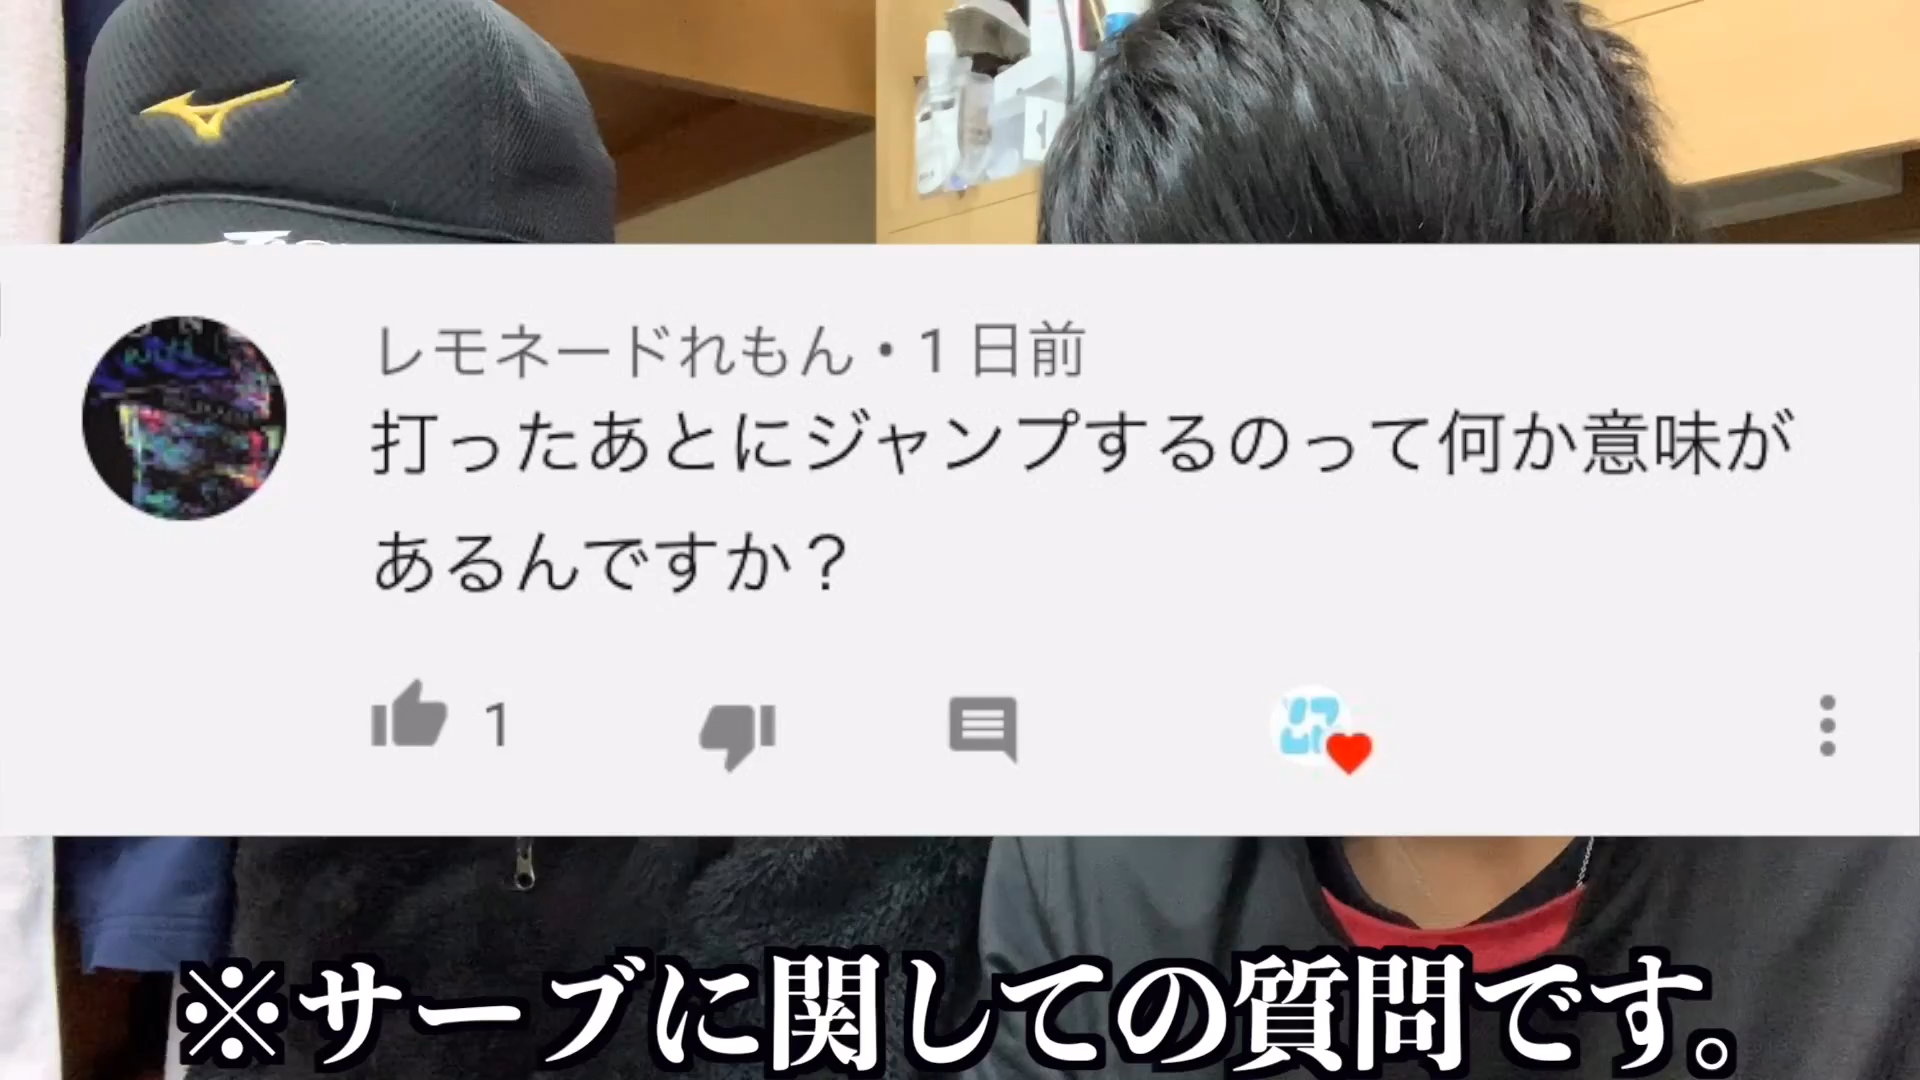 レモネードれもん・1 日前
打ったあとにジャンプするのって何か意味が
あるんですか？
1
※サーブに関しての質問です。